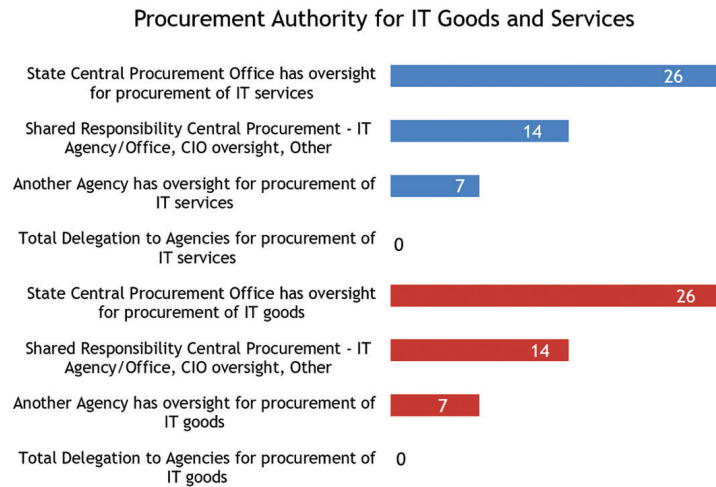 Procurement Authority for IT Goods and Services
State Central Procurement Office has oversight
for procurement of IT services
26
Shared Responsibility Central Procurement - IT
Agency/Office, CIO oversight, Other
14
Another Agency has oversight for procurement of
IT services
7
Total Delegation to Agencies for procurement of
IT services
0
State Central Procurement Office has oversight
for procurement of IT goods
26
Shared Responsibility Central Procurement - IT
Agency/Office, CIO oversight, Other
14
Another Agency has oversight for procurement of
IT goods
7
Total Delegation to Agencies for procurement of
IT goods
0